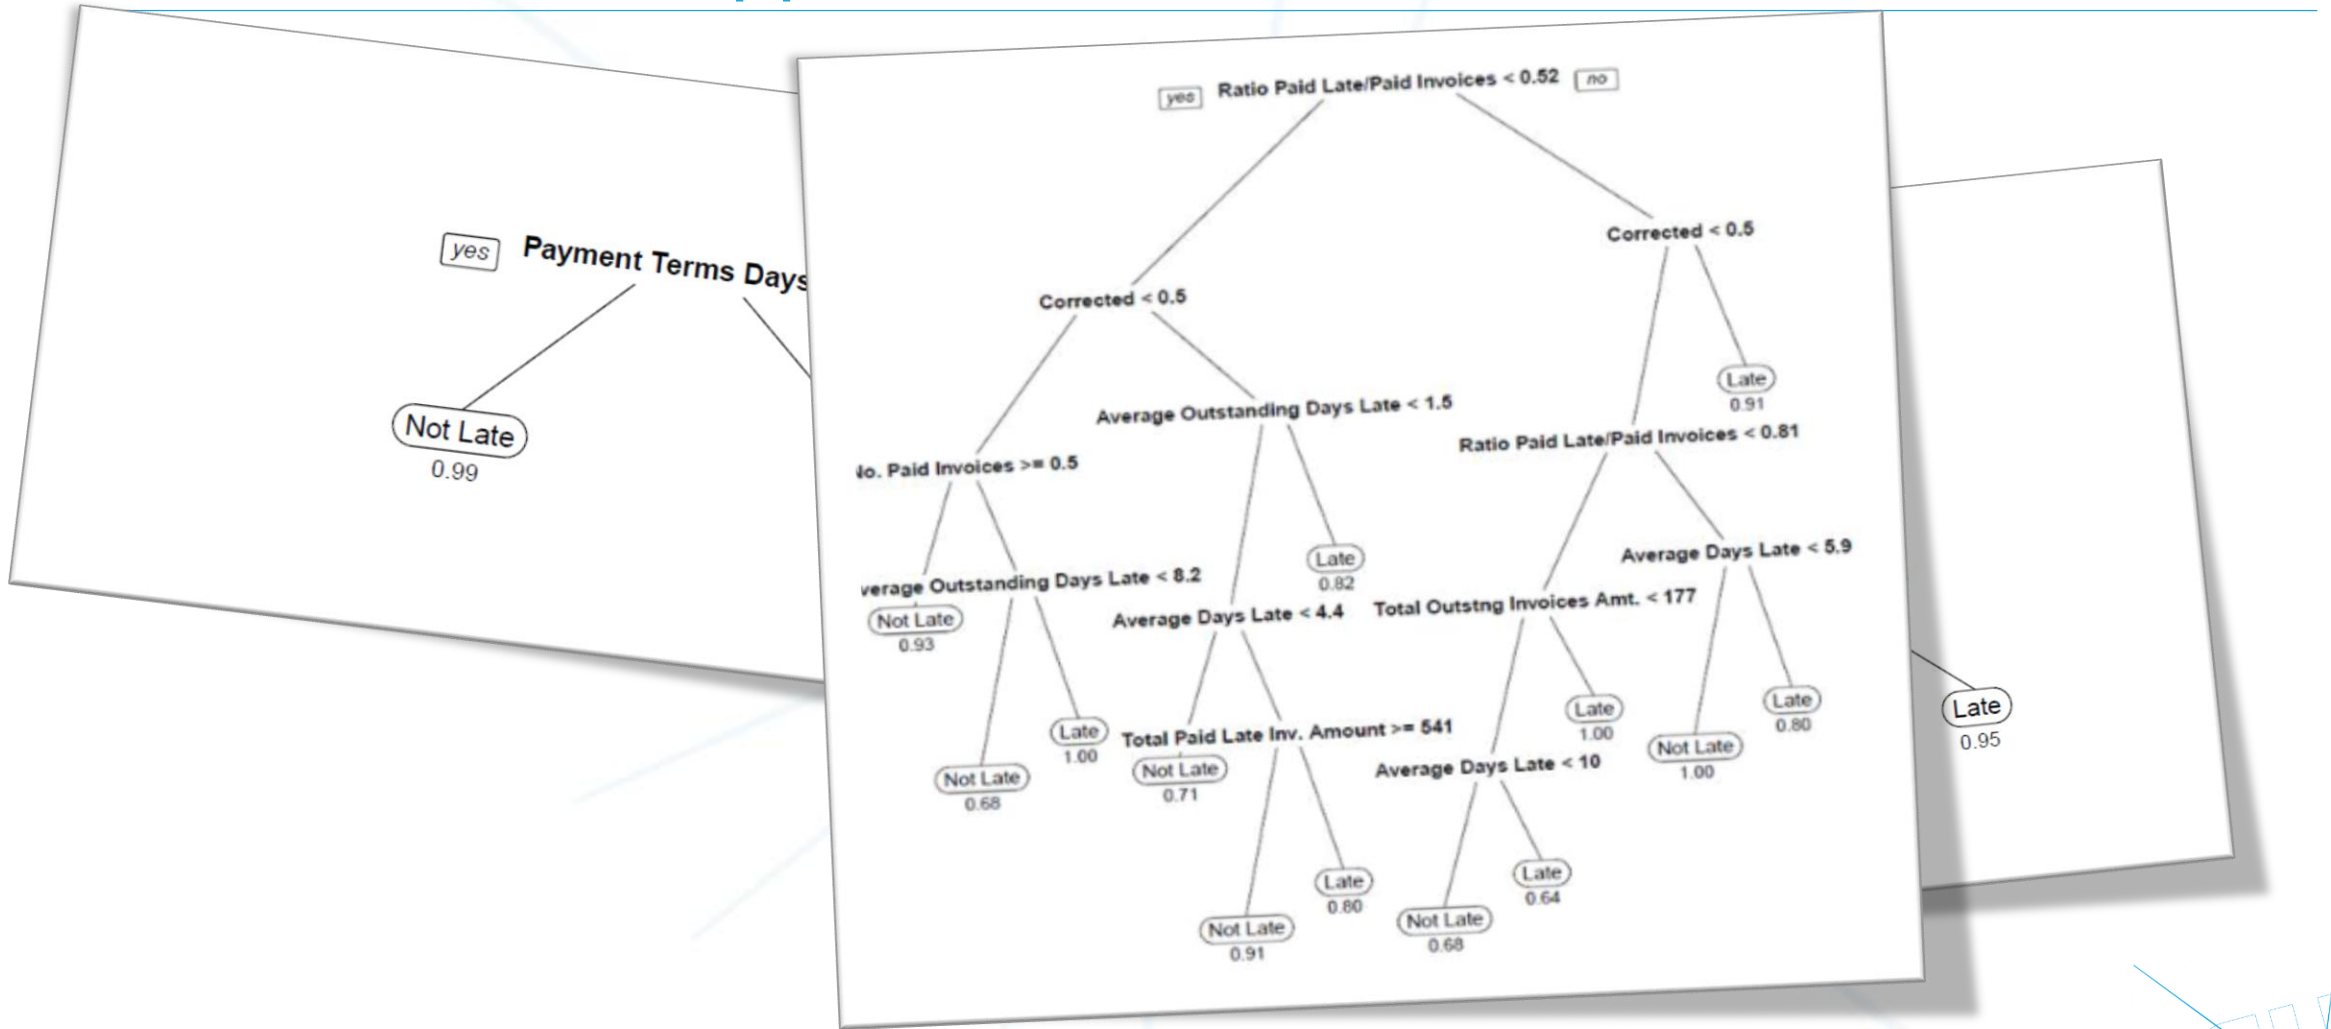 yes Payment Terms Days
Not Late
0.99
yes Ratio Paid Late/Paid Invoices < 0.52 no
Corrected < 0.5
Corrected < 0.5
Late
0.91
Average Outstanding Days Late < 1.5
Ratio Paid Late/Paid Invoices < 0.81
No. Paid Invoices >= 0.5
Late
0.82
Average Days Late < 5.9
verage Outstanding Days Late < 8.2
Not Late
0.93
Average Days Late < 4.4
Total Outstng Invoices Amt. < 177
Late
1.00
Late
0.80
Late
1.00
Not Late
1.00
Total Paid Late Inv. Amount >= 541
Not Late
0.68
Not Late
0.71
Average Days Late < 10
Late
0.80
Late
0.64
Not Late
0.91
Not Late
0.68
Late
0.95